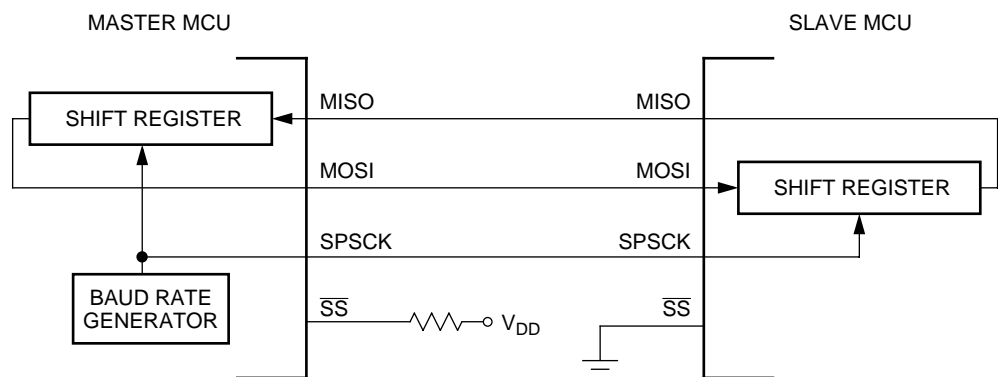 MASTER MCU
SLAVE MCU
SHIFT REGISTER
MISO
MISO
MOSI
MOSI
SHIFT REGISTER
SPSCK
SPSCK
BAUD RATE
GENERATOR
SS
VDD
SS